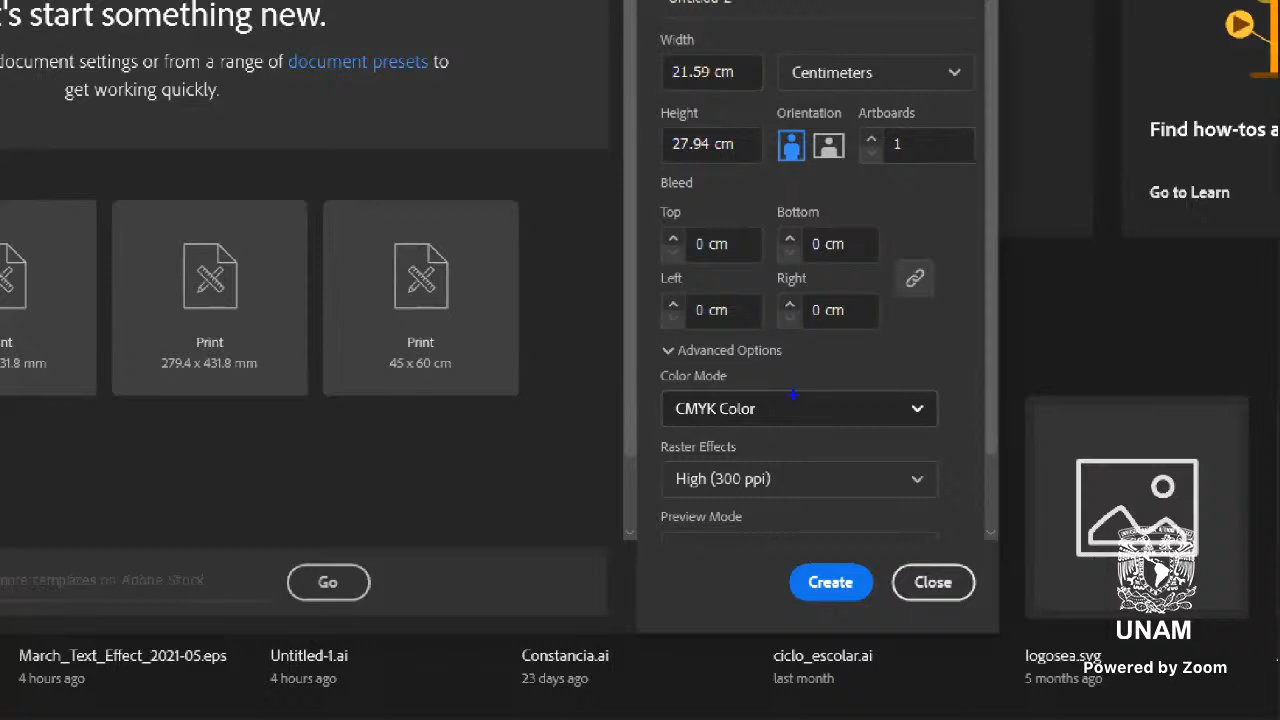 t's start something new.
document settings or from a range of document presets to
get working quickly.
Width
21.59 cm
Centimeters
Height
Orientation
Artboards
27.94 cm
1
Bleed
Top
Bottom
0 cm
0 cm
Left
Right
0 cm
0 cm
Advanced Options
Color Mode
CMYK Color
Raster Effects
High (300 ppi)
Preview Mode
Create
Close
nt
31.8 mm
Print
279.4 x 431.8 mm
Print
45 x 60 cm
more templates on Adobe Stock
Go
Find how-tos a
Go to Learn
March_Text_Effect_2021-05.eps
4 hours ago
Untitled-1.ai
4 hours ago
Constancia.ai
23 days ago
ciclo_escolar.ai
last month
logosea.svg
5 months ago
UNAM
Powered by Zoom